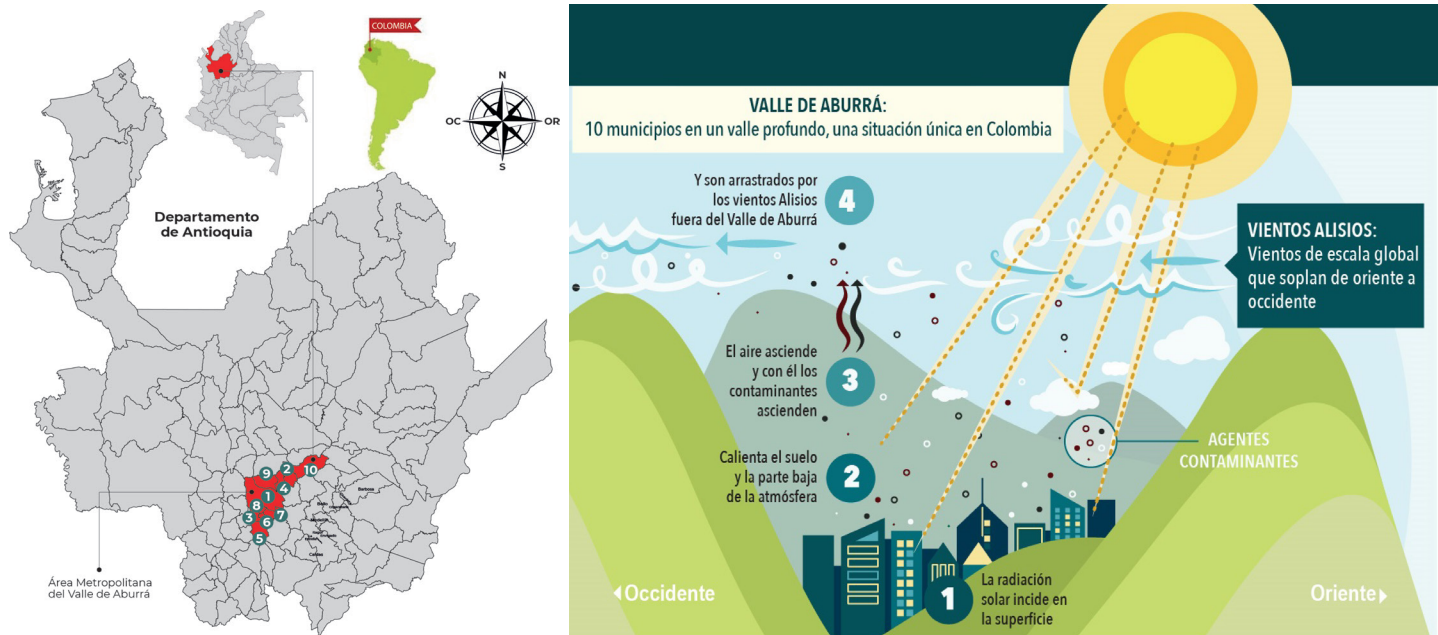 COLOMBIA
N
OC
OR
S
Departamento
de Antioquia
2
9
10
4
1
8
3
7
6
5
Barbosa
Caldas
Área Metropolitana
del Valle de Aburrá
VALLE DE ABURRÁ:
10 municipios en un valle profundo, una situación única en Colombia
Y son arrastrados por
los vientos Alisios
fuera del Valle de Aburrá
4
VIENTOS ALISIOS:
Vientos de escala global
que soplan de oriente a
occidente
El aire asciende
y con él los
contaminantes
ascienden
3
AGENTES
CONTAMINANTES
Calienta el suelo
y la parte baja
de la atmósfera
2
1
La radiación
solar incide en
la superficie
Occidente
Oriente